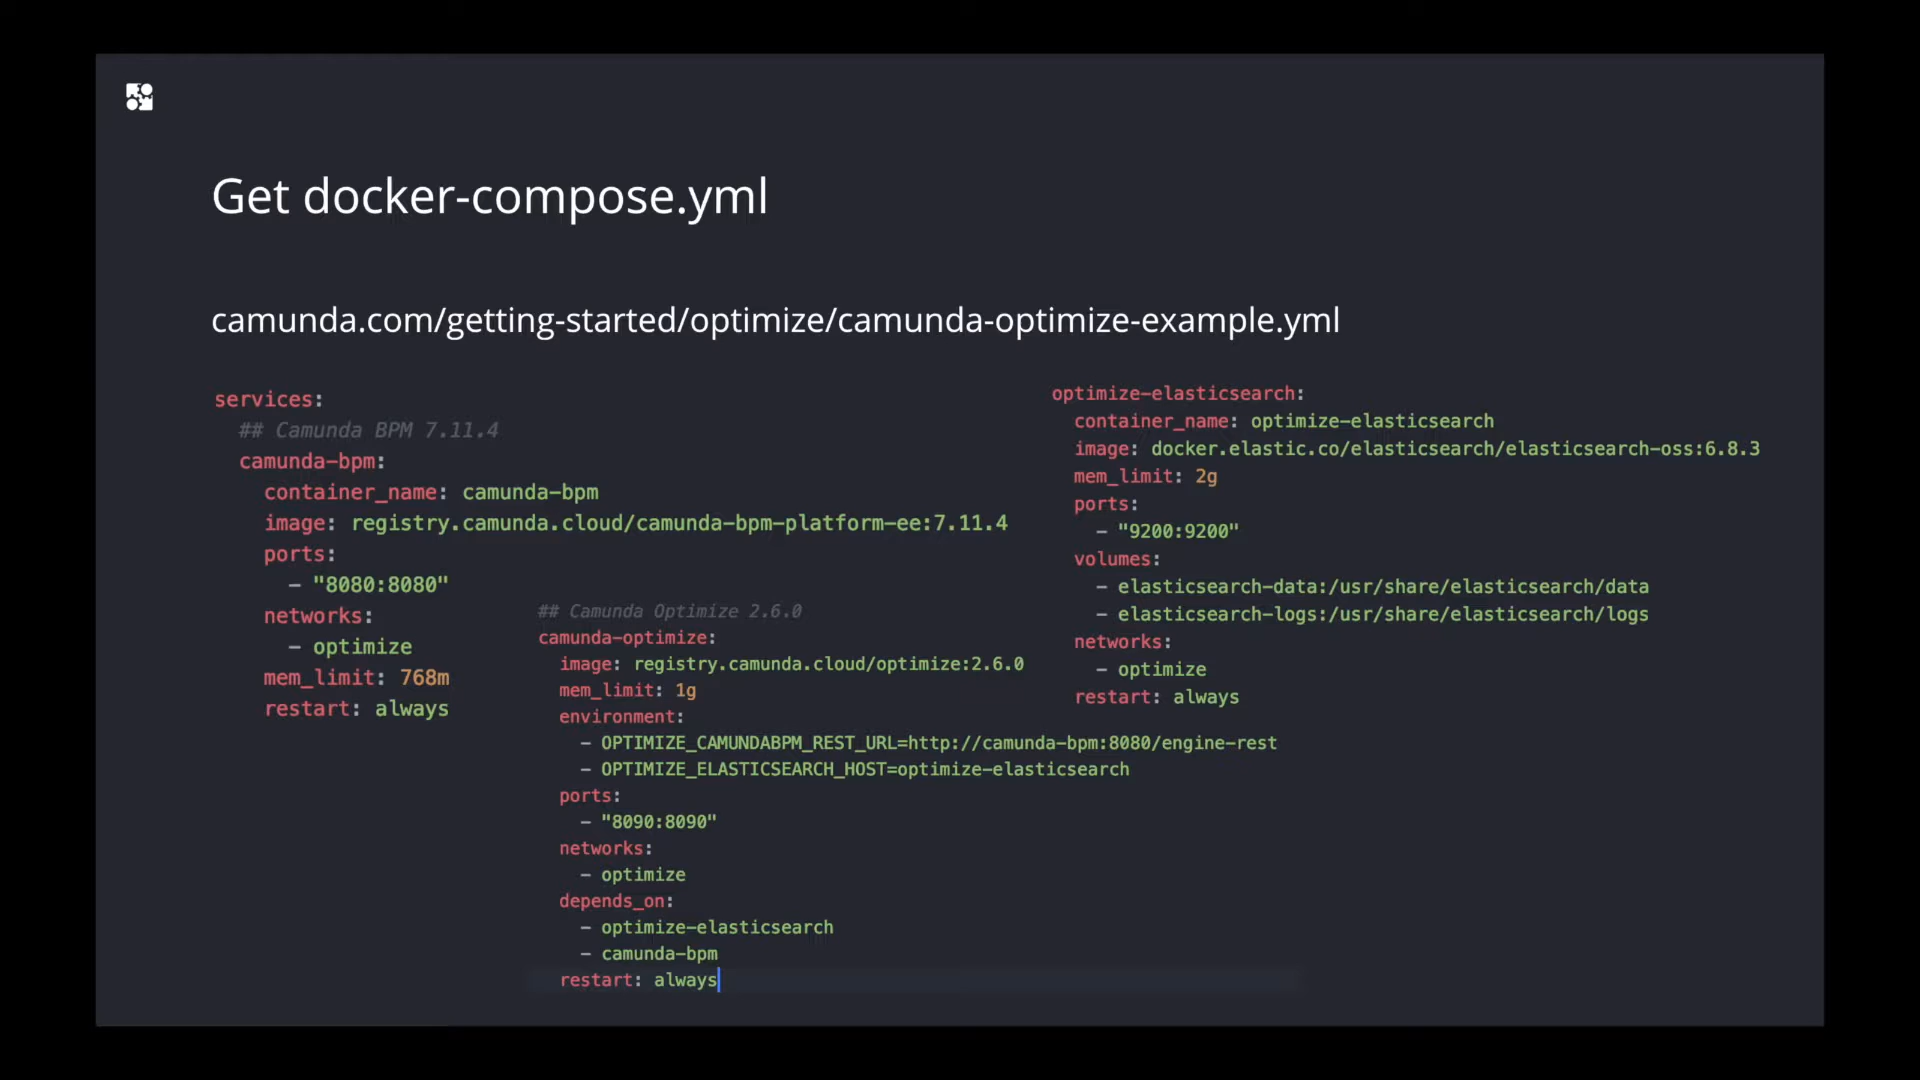 Get docker-compose.yml
camunda.com/getting-started/optimize/camunda-optimize-example.yml
services:
## Camunda BPM 7.11.4
camunda-bpm:
container_name: camunda-bpm
image: registry.camunda.cloud/camunda-bpm-platform-ee:7.11.4
ports:
- "8080:8080"
networks:
- optimize
mem_limit: 768m
restart: always
## Camunda Optimize 2.6.0
camunda-optimize:
image: registry.camunda.cloud/optimize:2.6.0
mem_limit: 1g
environment:
- OPTIMIZE_CAMUNDABPM_REST_URL=http://camunda-bpm:8080/engine-rest
- OPTIMIZE_ELASTICSEARCH_HOST=optimize-elasticsearch
ports:
- "8090:8090"
networks:
- optimize
depends_on:
- optimize-elasticsearch
- camunda-bpm
restart: always
optimize-elasticsearch:
container_name: optimize-elasticsearch
image: docker.elastic.co/elasticsearch/elasticsearch-oss:6.8.3
mem_limit: 2g
ports:
- "9200:9200"
volumes:
- elasticsearch-data:/usr/share/elasticsearch/data
- elasticsearch-logs:/usr/share/elasticsearch/logs
networks:
- optimize
restart: always